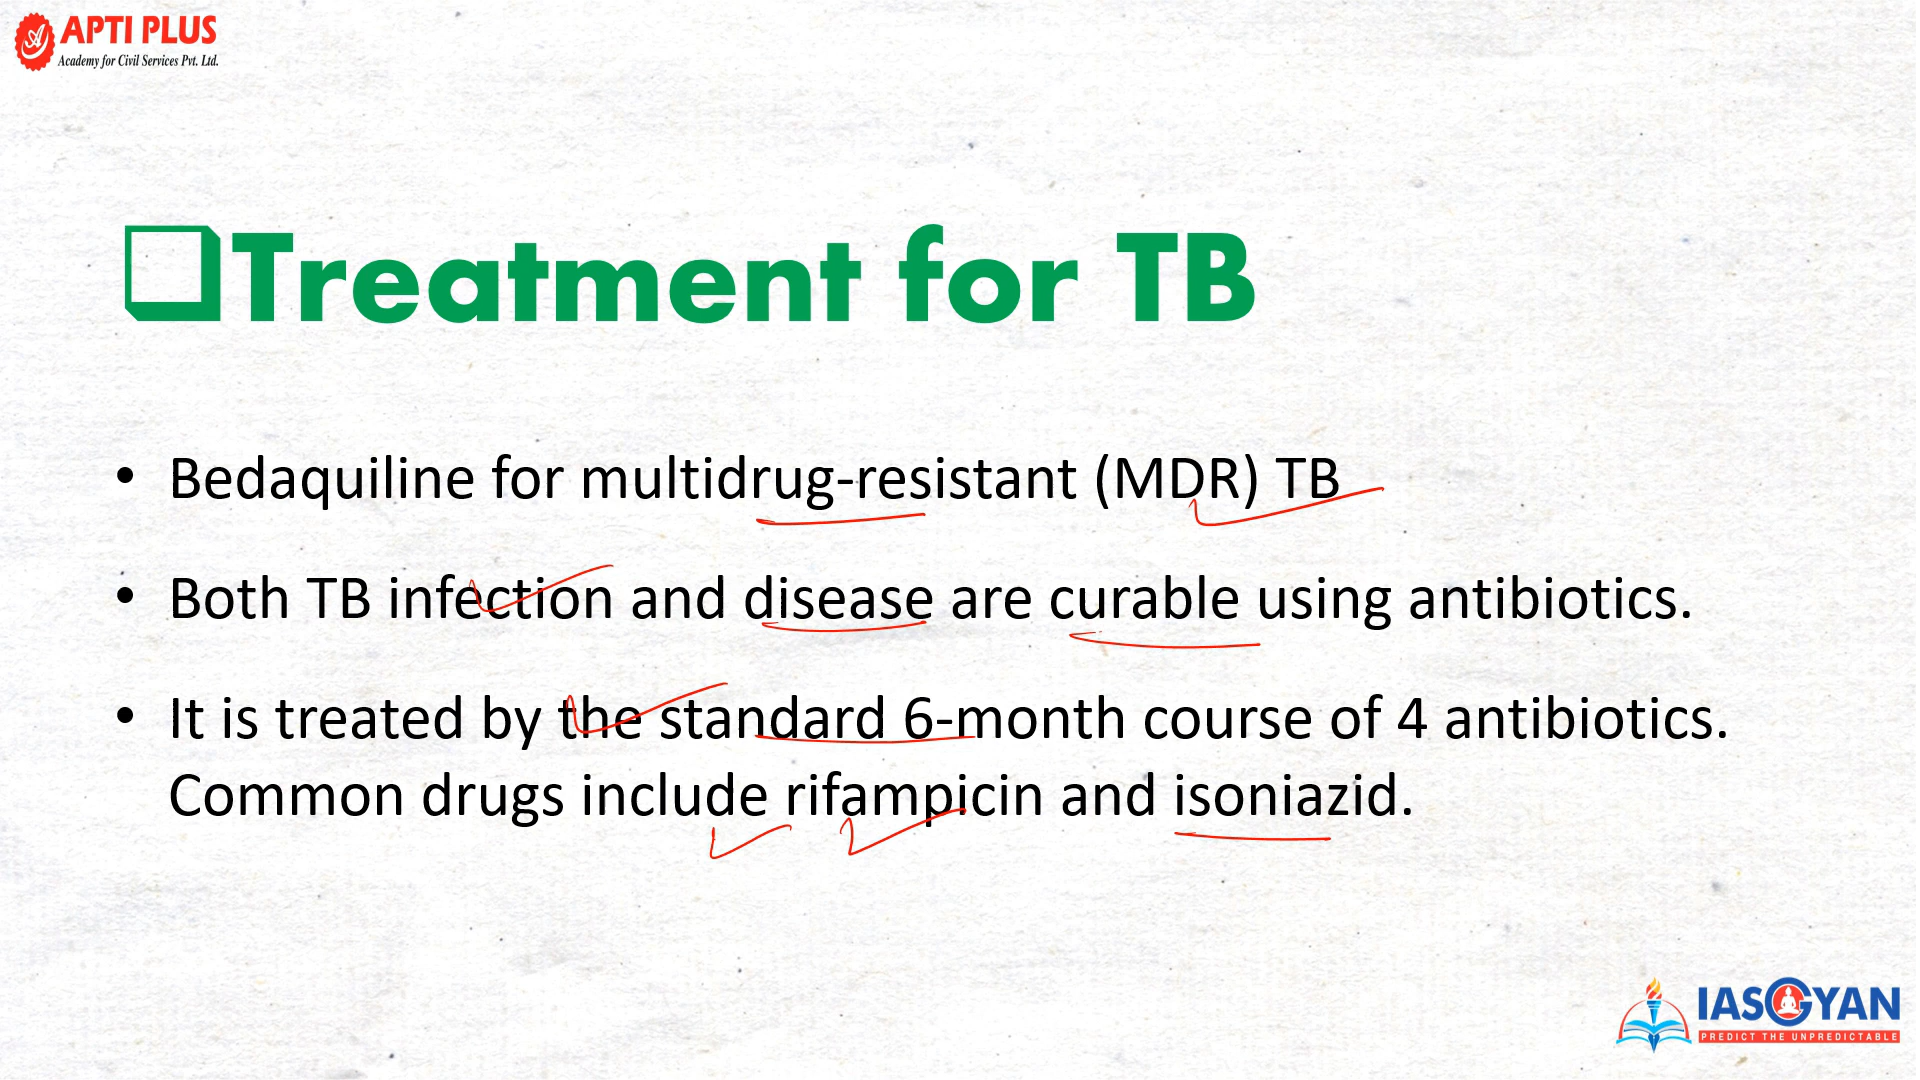 APTI PLUS
Academy for Civil Services Pvt. Ltd.
❑Treatment for TB
• Bedaquiline for multidrug-resistant (MDR) TB
• Both TB infection and disease are curable using antibiotics.
• It is treated by the standard 6-month course of 4 antibiotics.
Common drugs include rifampicin and isoniazid.
IASGYAN
PREDICT THE UNPREDICTABLE